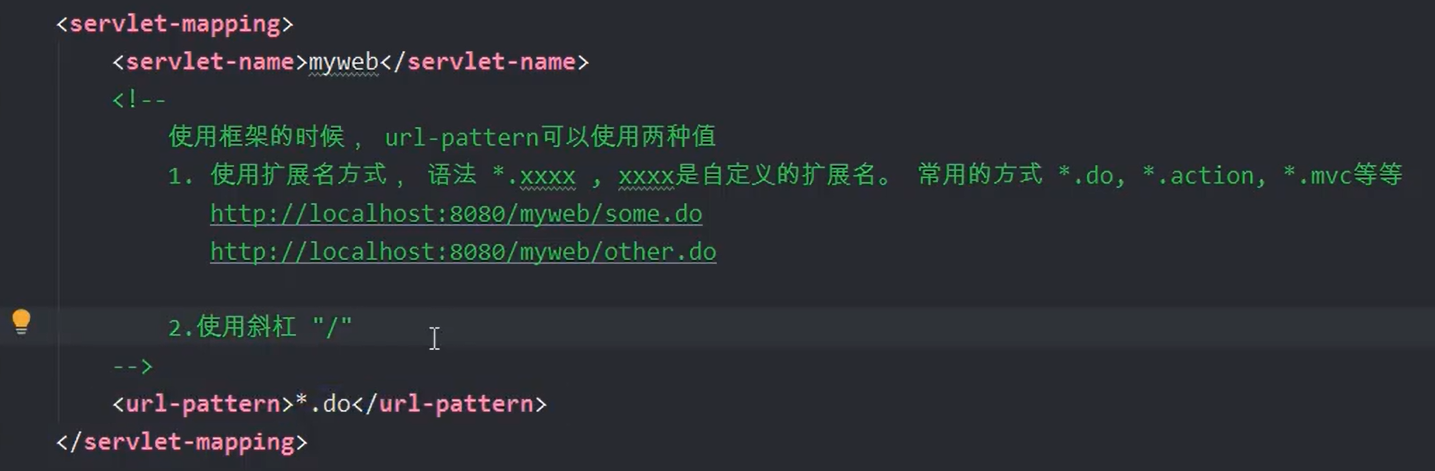 <servlet-mapping>
<servlet-name>myweb</servlet-name>
<!--
使用框架的时候， url-pattern可以使用两种值
1. 使用扩展名方式， 语法 *.xxxx , xxxx是自定义的扩展名。 常用的方式 *.do, *.action, *.mvc等等
http://localhost:8080/myweb/some.do
http://localhost:8080/myweb/other.do
2.使用斜杠 "/"
-->
<url-pattern>*.do</url-pattern>
</servlet-mapping>